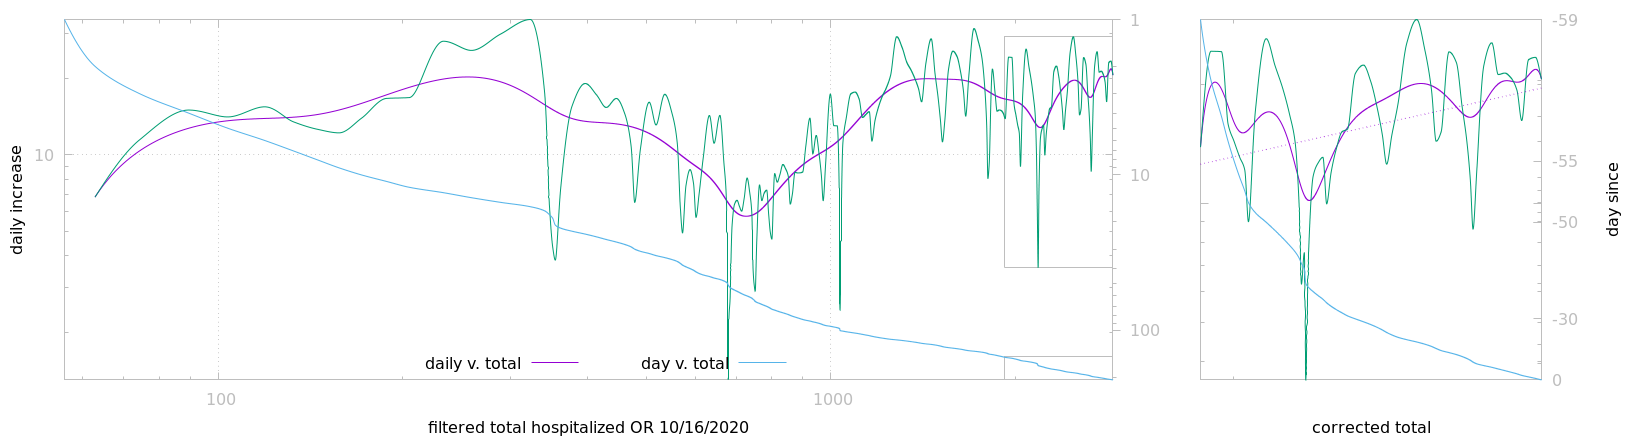 1
-59
10
10
-55
-50
daily increase
day since
100
-30
daily v. total
day v. total
0
100
1000
filtered total hospitalized OR 10/16/2020
corrected total